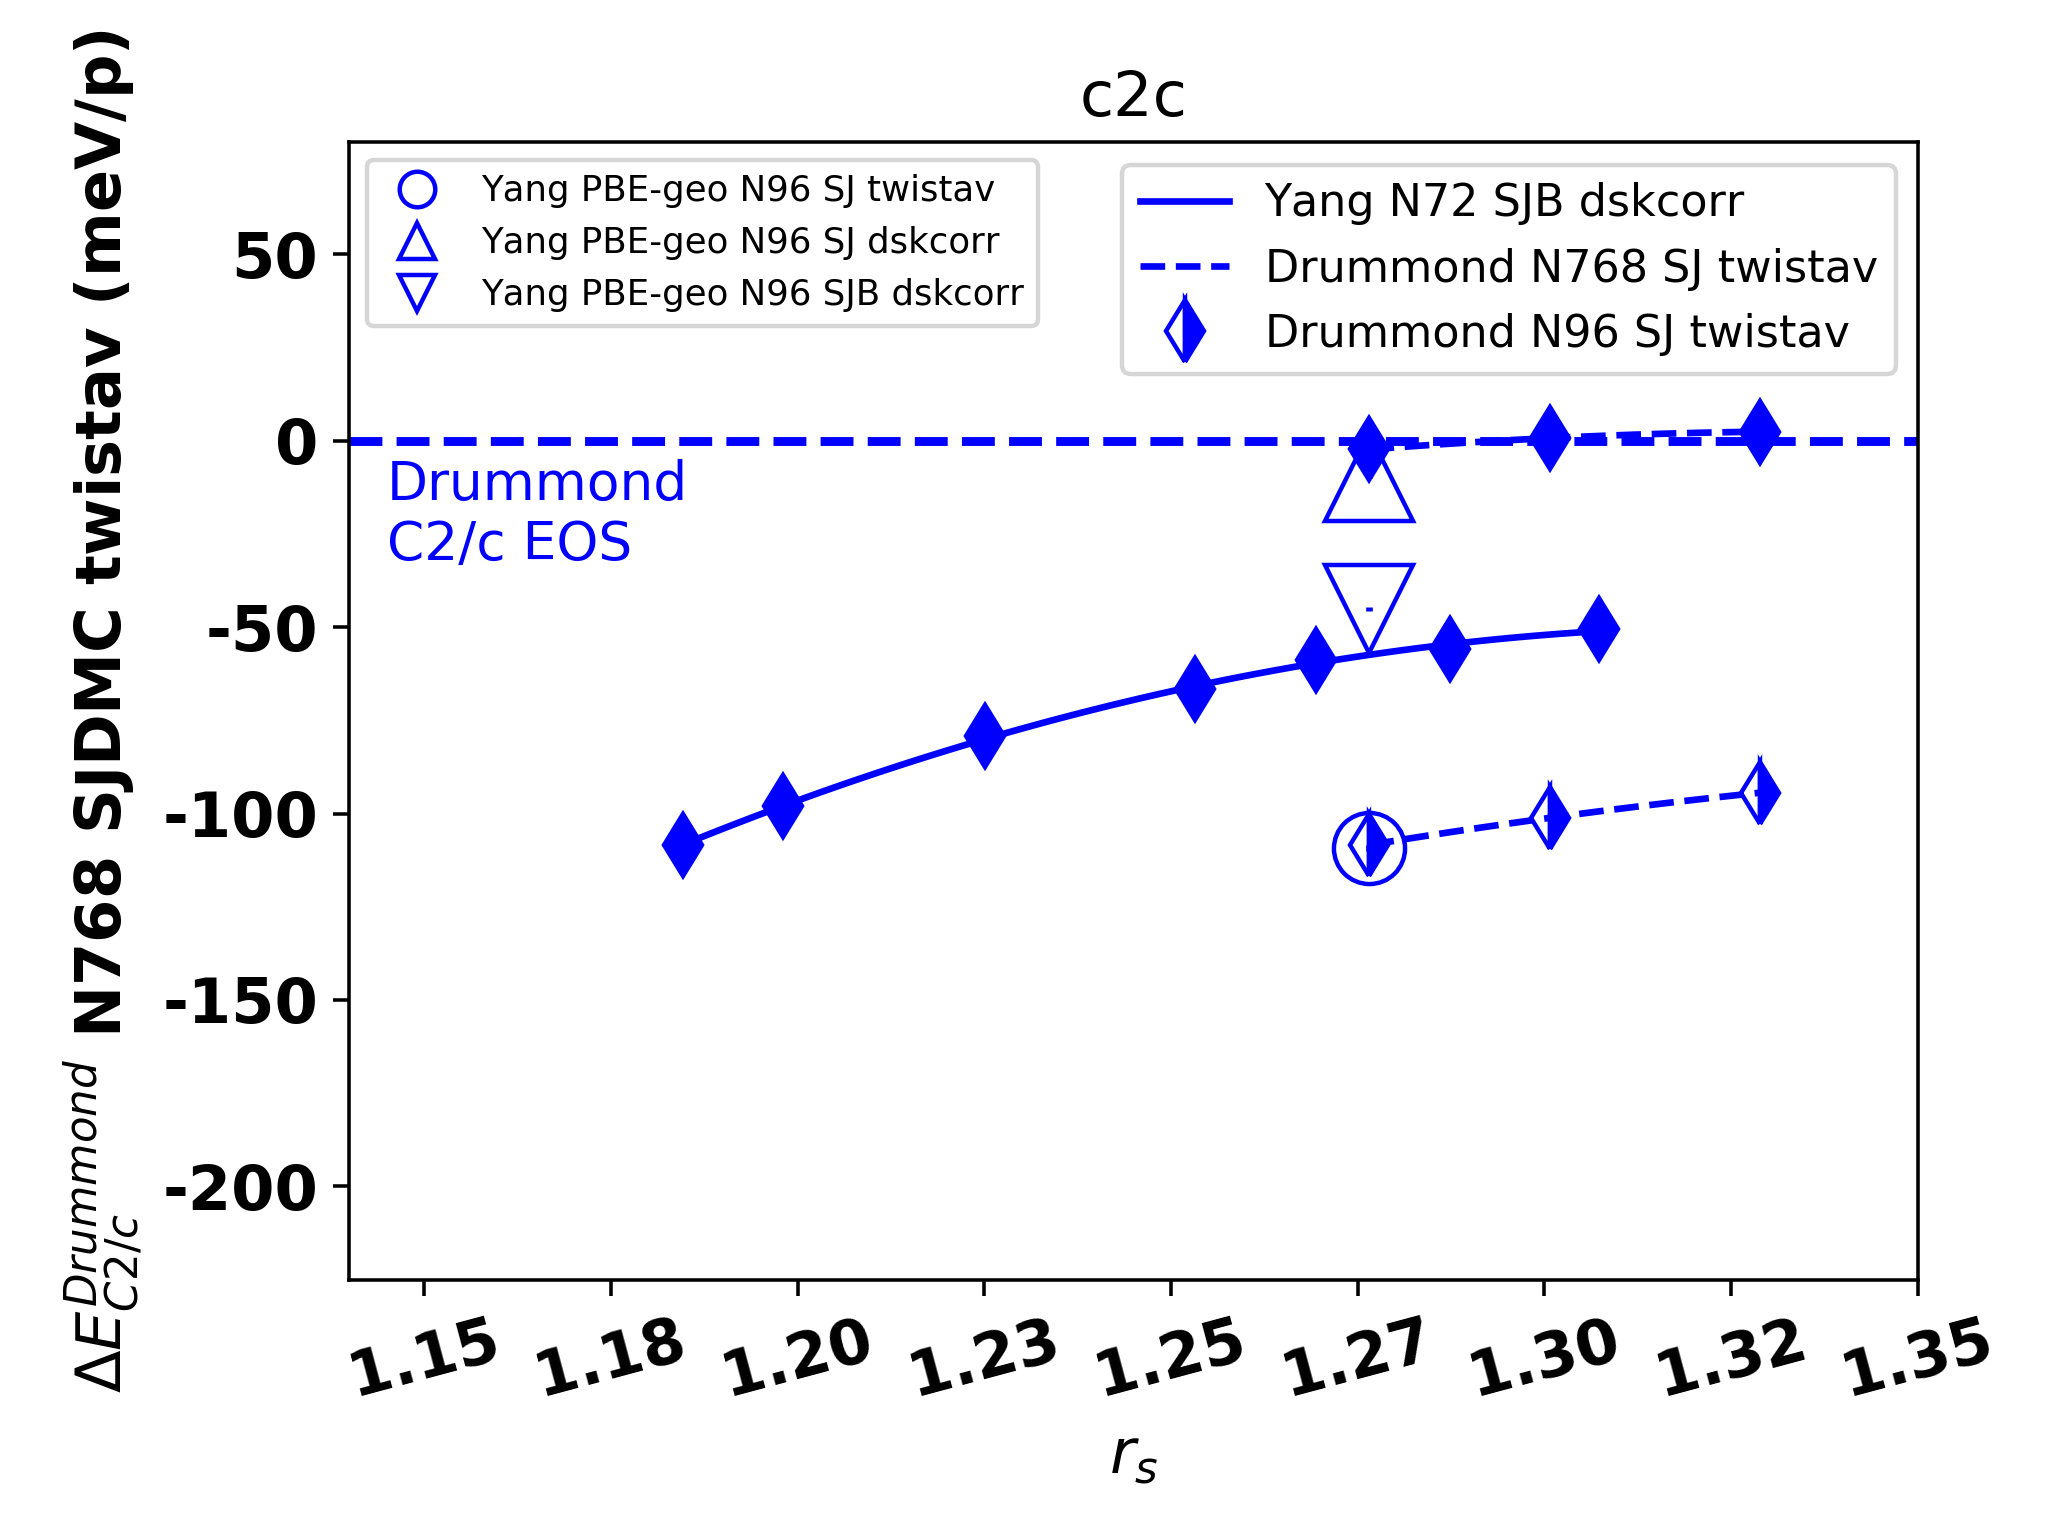 c2c
Yang PBE-geo N96 SJ twistav
Yang PBE-geo N96 SJ dskcorr
Yang PBE-geo N96 SJB dskcorr
Yang N72 SJB dskcorr
Drummond N768 SJ twistav
Drummond N96 SJ twistav
Drummond
C2/c EOS
ΔE^{Drummond}_{C2/c} N768 SJDMC twistav (meV/p)
50
0
-50
-100
-150
-200
1.15 1.18 1.20 1.23 1.25 1.27 1.30 1.32 1.35
r_s